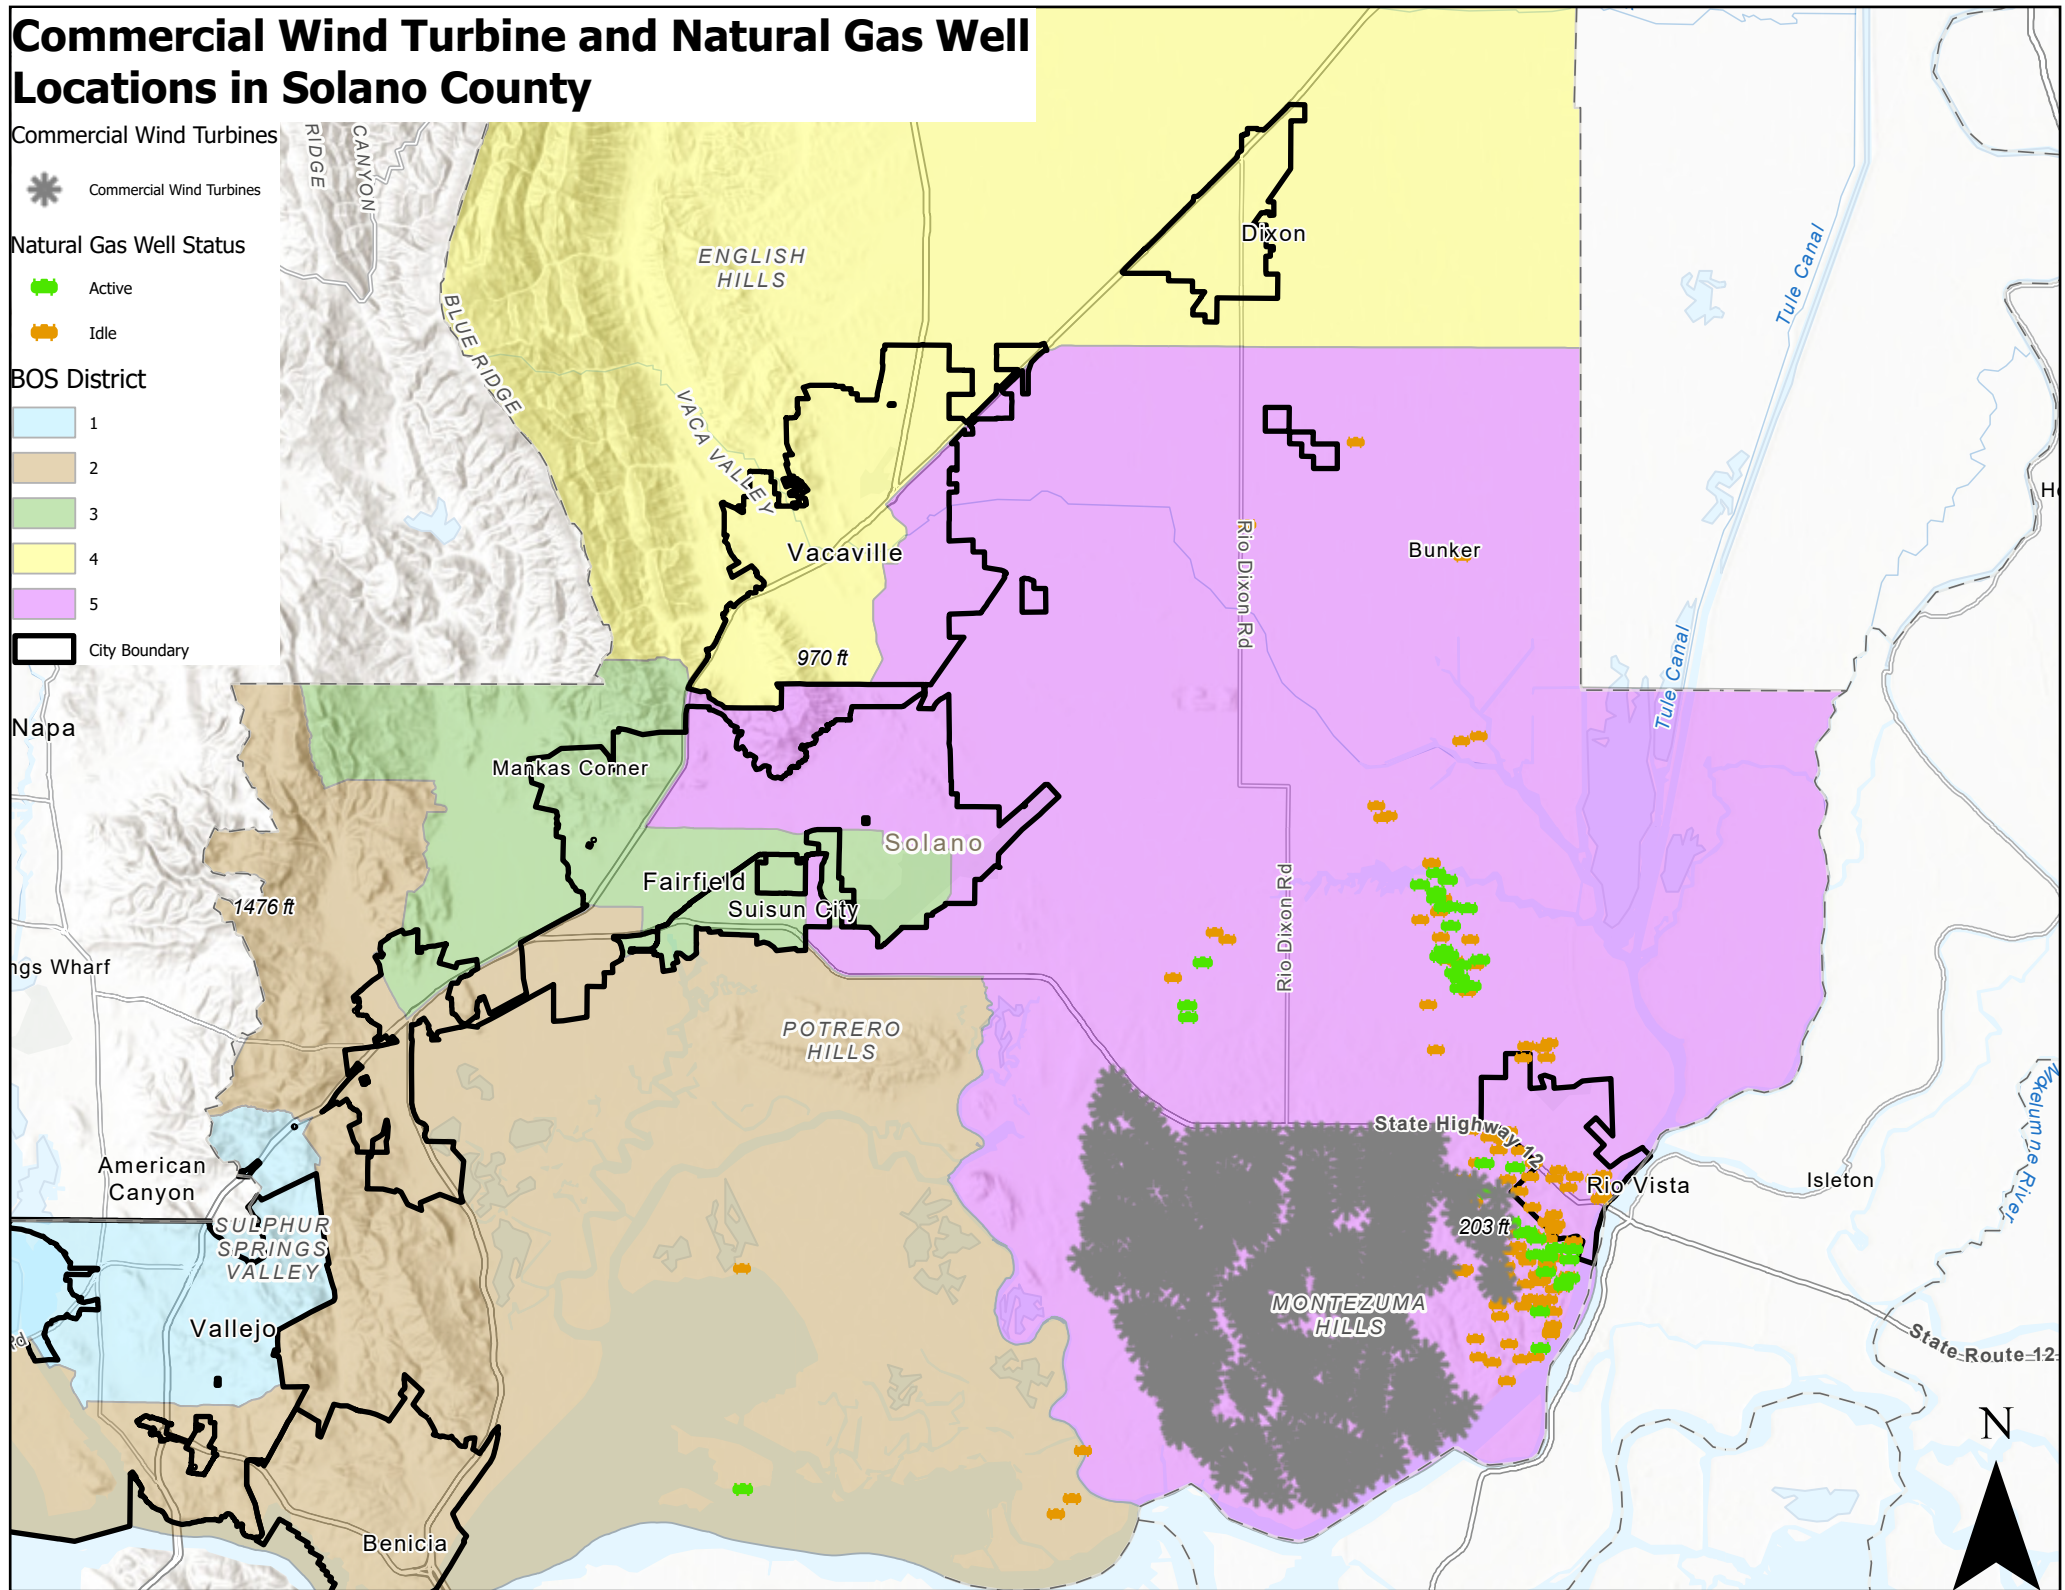 Commercial Wind Turbine and Natural Gas Well
Locations in Solano County
Commercial Wind Turbines
Commercial Wind Turbines
Natural Gas Well Status
Active
Idle
BOS District
1
2
3
4
5
City Boundary
RIDGE
CANYON
ENGLISH
HILLS
Dixon
Tule Canal
BLUE RIDGE
VACA VALLEY
Vacaville
Rio Dixon Rd
Bunker
970 ft
Tule Canal
Napa
Mankas Corner
Solano
Fairfield
Suisun City
1476 ft
Rio Dixon Rd
ngs Wharf
POTRERO
HILLS
State Highway 12
Mokelumne River
American
Canyon
Rio Vista
Isleton
SULPHUR
SPRINGS
VALLEY
203 ft
MONTEZUMA
HILLS
Vallejo
Rd
State Route 12
N
Benicia